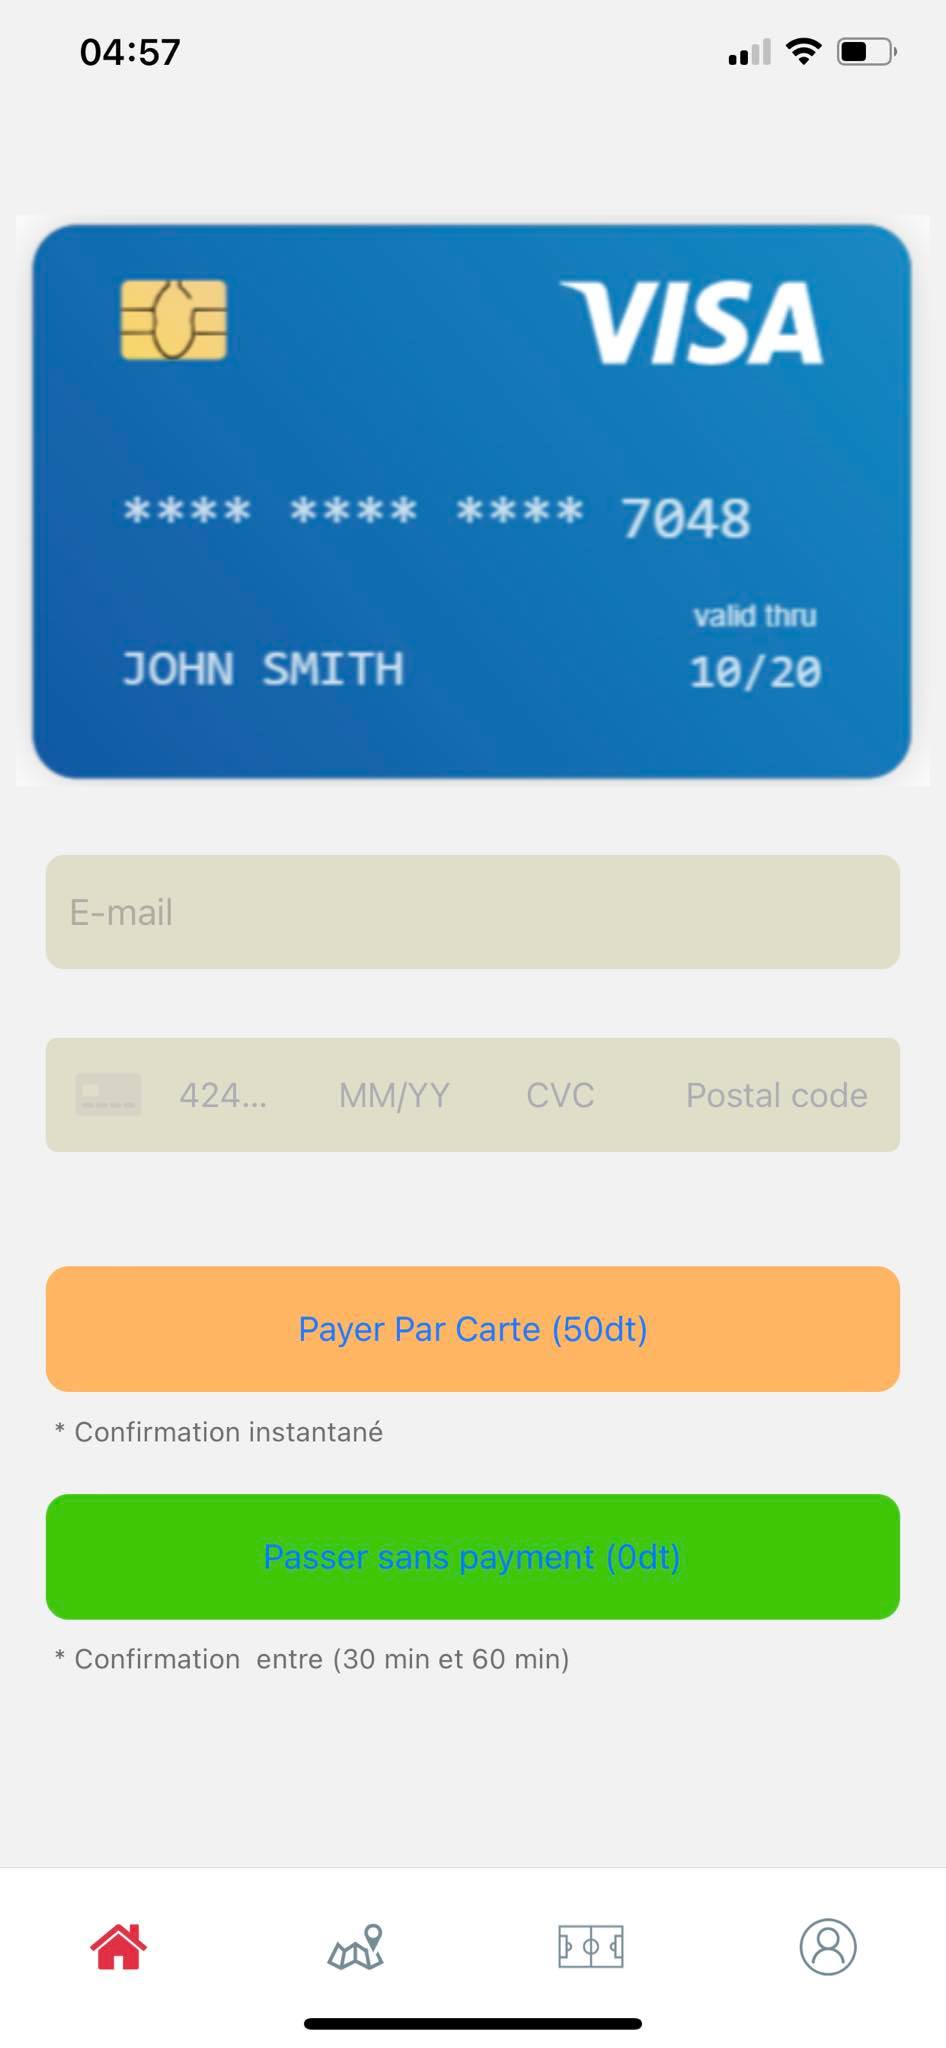 04:57
VISA
**** **** **** 7048
valid thru
JOHN SMITH 10/20
E-mail
424... MM/YY CVC Postal code
Payer Par Carte (50dt)
* Confirmation instantané
Passer sans payment (0dt)
* Confirmation  entre (30 min et 60 min)